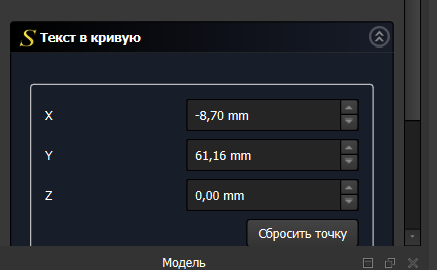 Текст в кривую
X -8,70 mm
Y 61,16 mm
Z 0,00 mm
Сбросить точку
Модель